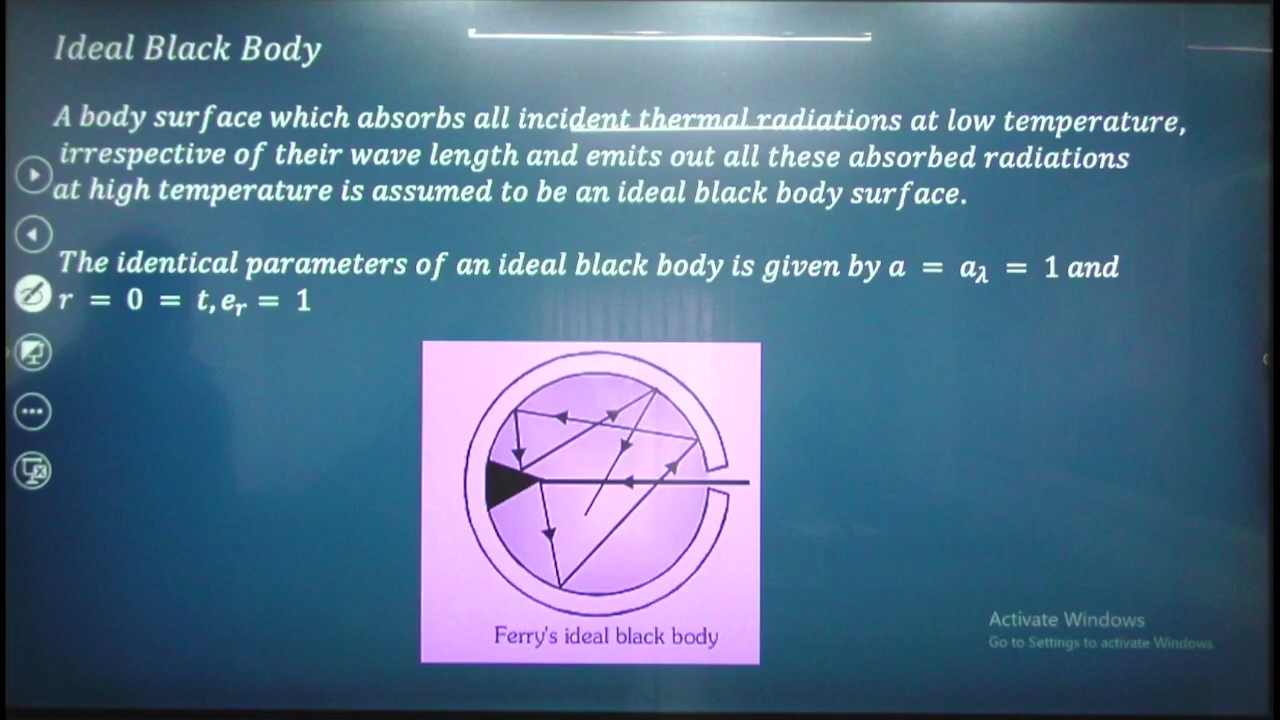 Ideal Black Body
A body surface which absorbs all incident thermal radiations at low temperature,
irrespective of their wave length and emits out all these absorbed radiations
at high temperature is assumed to be an ideal black body surface.
The identical parameters of an ideal black body is given by a = a_λ = 1 and
r = 0 = t, e_r = 1
Ferry's ideal black body
Activate Windows
Go to Settings to activate Windows.